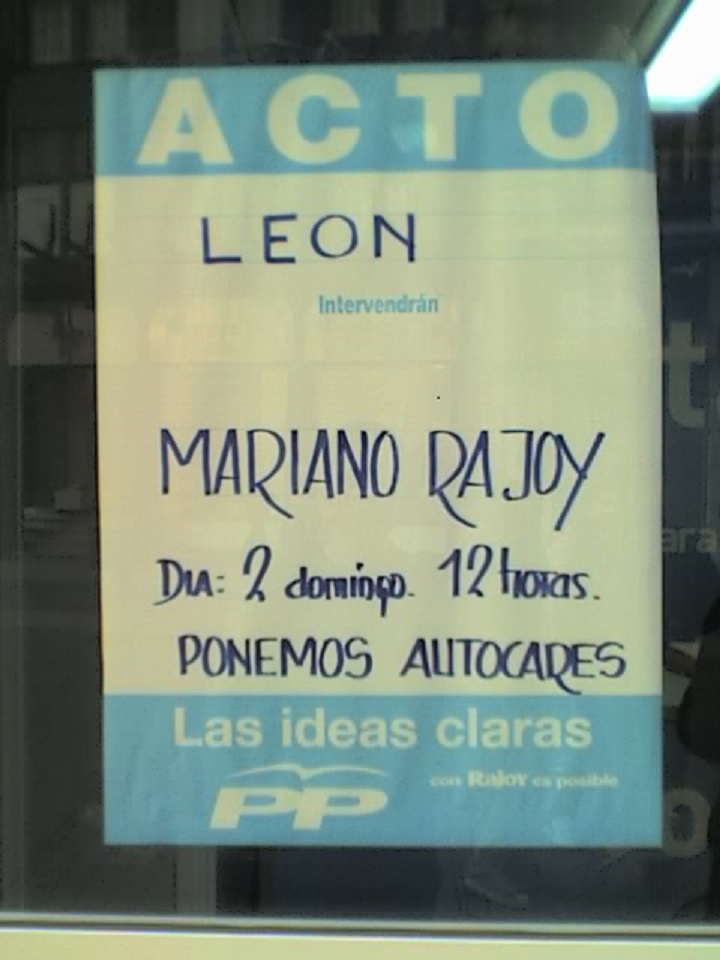 ACTO
LEON
Intervendrán
MARIANO RAJOY
DIA: 2 domingo. 12 horas.
PONEMOS AUTOCARES
Las ideas claras
PP
con Rajoy es posible
t
ara
o